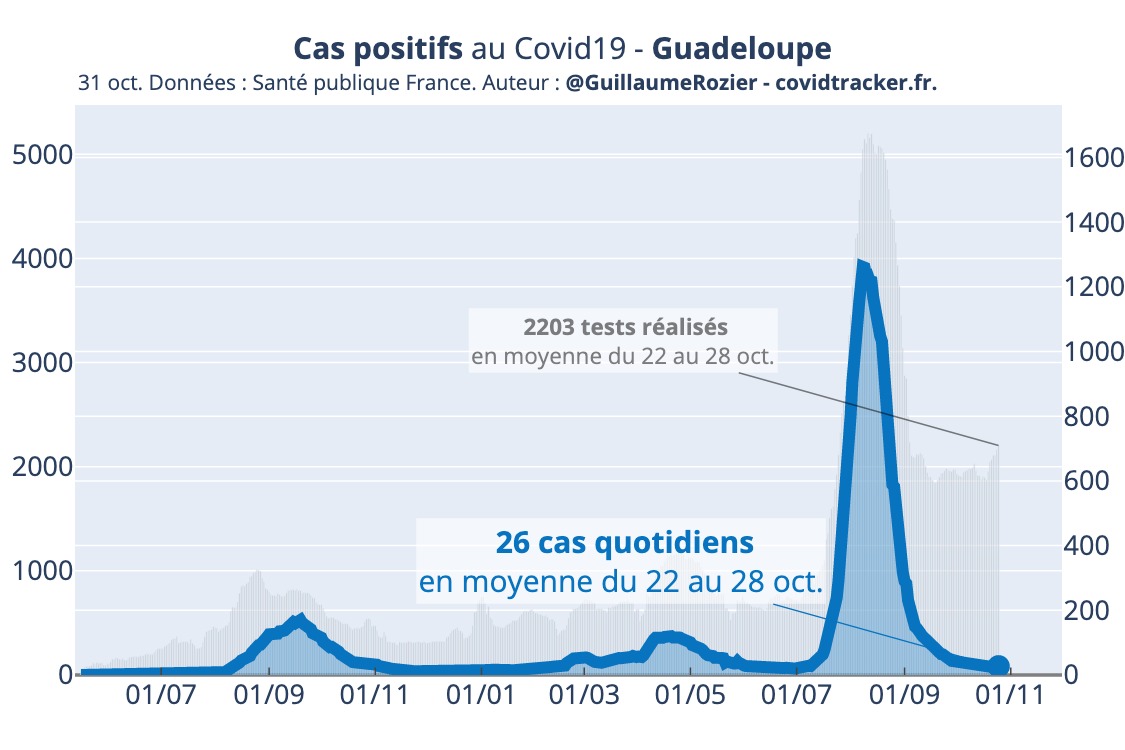 Cas positifs au Covid19 - Guadeloupe
31 oct. Données : Santé publique France. Auteur : @GuillaumeRozier - covidtracker.fr.
5000
4000
3000
2000
1000
0
1600
1400
1200
1000
800
600
400
200
0
2203 tests réalisés
en moyenne du 22 au 28 oct.
26 cas quotidiens
en moyenne du 22 au 28 oct.
01/07 01/09 01/11 01/01 01/03 01/05 01/07 01/09 01/11